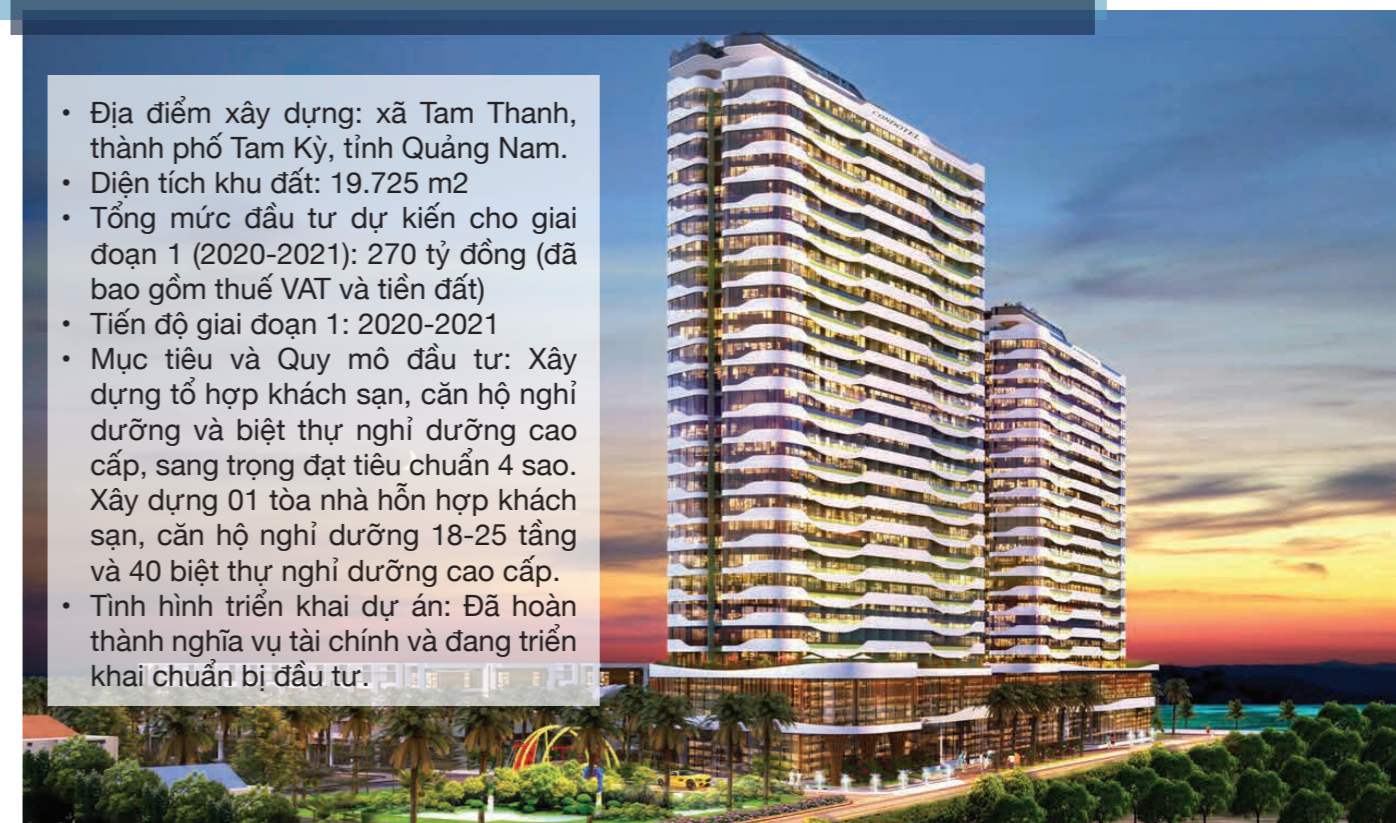 • Địa điểm xây dựng: xã Tam Thanh,
thành phố Tam Kỳ, tỉnh Quảng Nam.
• Diện tích khu đất: 19.725 m2
• Tổng mức đầu tư dự kiến cho giai
đoạn 1 (2020-2021): 270 tỷ đồng (đã
bao gồm thuế VAT và tiền đất)
• Tiến độ giai đoạn 1: 2020-2021
• Mục tiêu và Quy mô đầu tư: Xây
dựng tổ hợp khách sạn, căn hộ nghỉ
dưỡng và biệt thự nghỉ dưỡng cao
cấp, sang trọng đạt tiêu chuẩn 4 sao.
Xây dựng 01 tòa nhà hỗn hợp khách
sạn, căn hộ nghỉ dưỡng 18-25 tầng
và 40 biệt thự nghỉ dưỡng cao cấp.
• Tình hình triển khai dự án: Đã hoàn
thành nghĩa vụ tài chính và đang triển
khai chuẩn bị đầu tư.
CONDOTEL